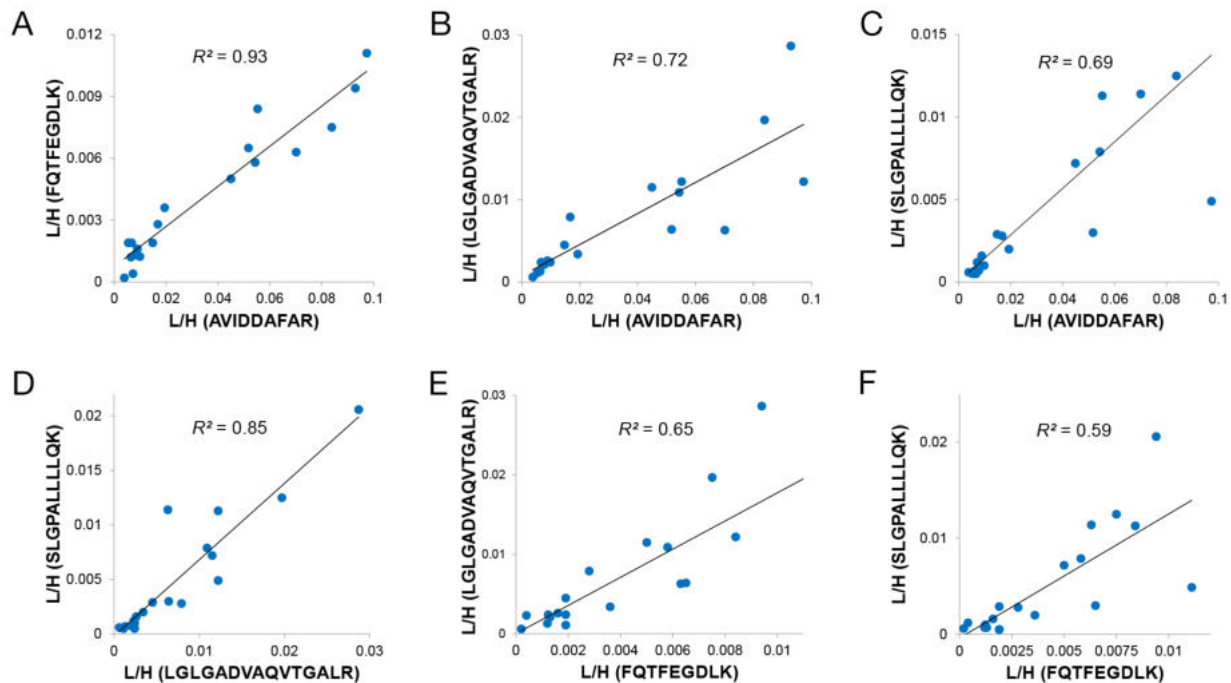 A
R² = 0.93
L/H (FQTFEGDLK)
0.012
0.009
0.006
0.003
0
0 0.02 0.04 0.06 0.08 0.1
L/H (AVIDDAFAR)
B
R² = 0.72
L/H (LGLGADVAQVTGALR)
0.03
0.02
0.01
0
0 0.02 0.04 0.06 0.08 0.1
L/H (AVIDDAFAR)
C
R² = 0.69
L/H (SLGPALLLLQK)
0.015
0.010
0.005
0
0 0.02 0.04 0.06 0.08 0.1
L/H (AVIDDAFAR)
D
R² = 0.85
L/H (SLGPALLLLQK)
0.02
0.015
0.010
0.005
0
0 0.01 0.02 0.03
L/H (LGLGADVAQVTGALR)
E
R² = 0.65
L/H (LGLGADVAQVTGALR)
0.03
0.02
0.01
0
0 0.002 0.004 0.006 0.008 0.01
L/H (FQTFEGDLK)
F
R² = 0.59
L/H (SLGPALLLLQK)
0.02
0.01
0
0 0.0025 0.005 0.0075 0.01
L/H (FQTFEGDLK)